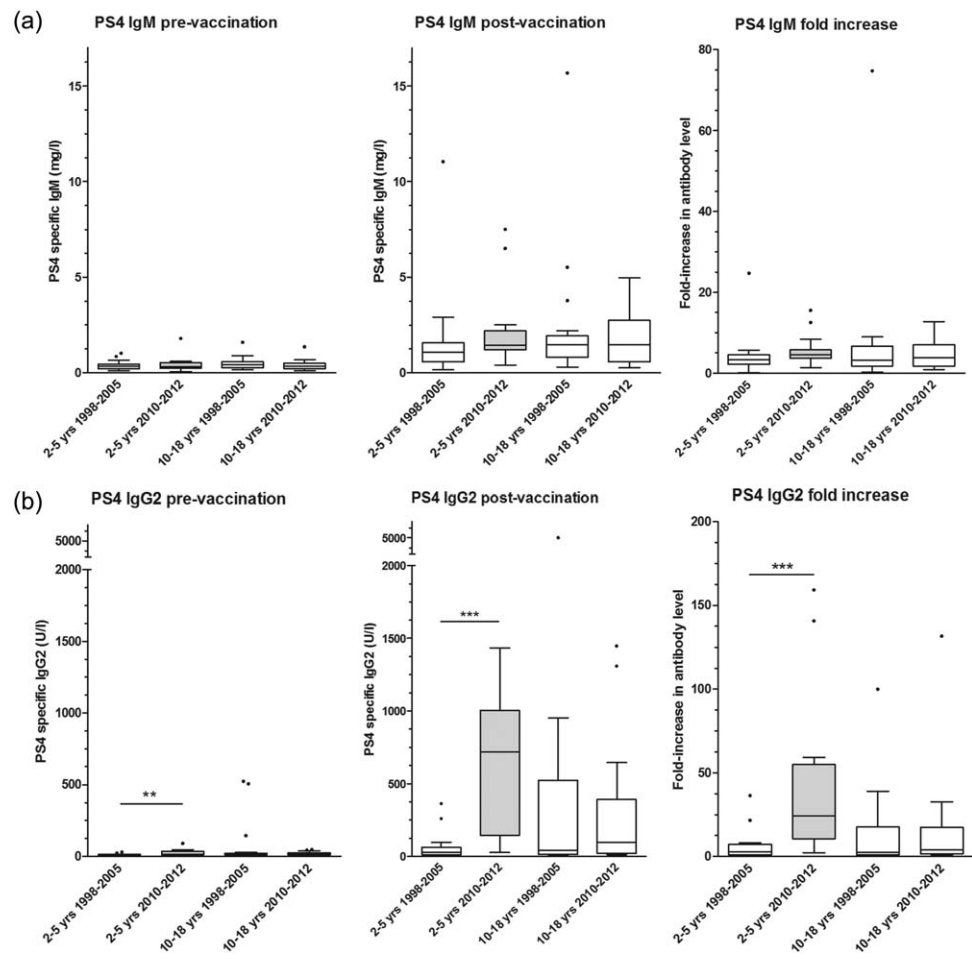 (a)
PS4 IgM pre-vaccination
PS4 specific IgM (mg/l)
15
10
5
0
2-5 yrs 1998-2005
2-5 yrs 2010-2012
10-18 yrs 1998-2005
10-18 yrs 2010-2012
PS4 IgM post-vaccination
PS4 specific IgM (mg/l)
15
10
5
0
2-5 yrs 1998-2005
2-5 yrs 2010-2012
10-18 yrs 1998-2005
10-18 yrs 2010-2012
PS4 IgM fold increase
Fold-increase in antibody level
80
60
40
20
0
2-5 yrs 1998-2005
2-5 yrs 2010-2012
10-18 yrs 1998-2005
10-18 yrs 2010-2012
(b)
PS4 IgG2 pre-vaccination
PS4 specific IgG2 (U/l)
5000
2000
1500
1000
500
0
**
2-5 yrs 1998-2005
2-5 yrs 2010-2012
10-18 yrs 1998-2005
10-18 yrs 2010-2012
PS4 IgG2 post-vaccination
PS4 specific IgG2 (U/l)
5000
2000
1500
1000
500
0
***
2-5 yrs 1998-2005
2-5 yrs 2010-2012
10-18 yrs 1998-2005
10-18 yrs 2010-2012
PS4 IgG2 fold increase
Fold-increase in antibody level
200
150
100
50
0
***
2-5 yrs 1998-2005
2-5 yrs 2010-2012
10-18 yrs 1998-2005
10-18 yrs 2010-2012